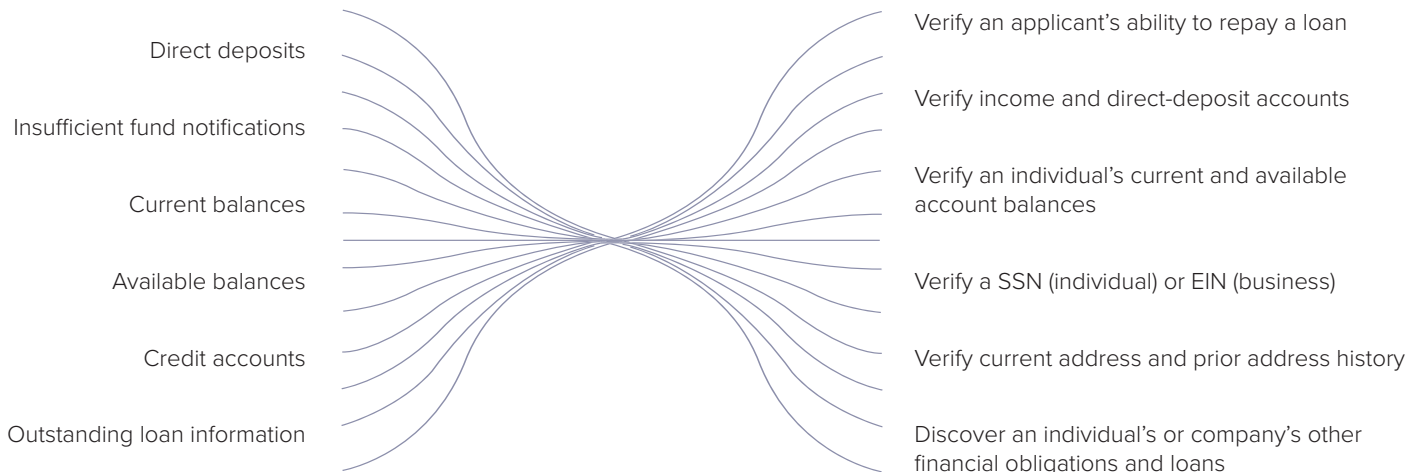 Direct deposits
Insufficient fund notifications
Current balances
Available balances
Credit accounts
Outstanding loan information
Verify an applicant’s ability to repay a loan
Verify income and direct-deposit accounts
Verify an individual’s current and available
account balances
Verify a SSN (individual) or EIN (business)
Verify current address and prior address history
Discover an individual’s or company’s other
financial obligations and loans